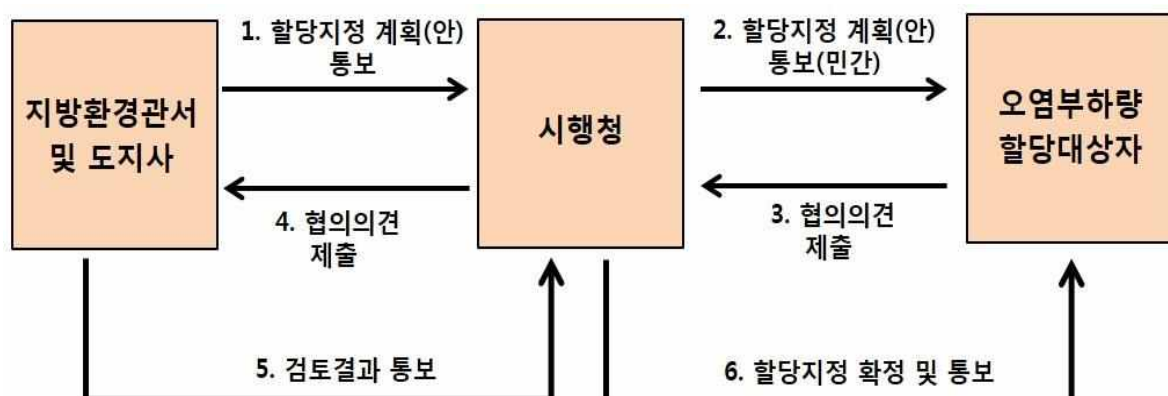 1. 할당지정 계획(안)
통보
2. 할당지정 계획(안)
통보(민간)
지방환경관서
및 도지사
시행청
오염부하량
할당대상자
4. 협의의견
제출
3. 협의의견
제출
5. 검토결과 통보
6. 할당지정 확정 및 통보